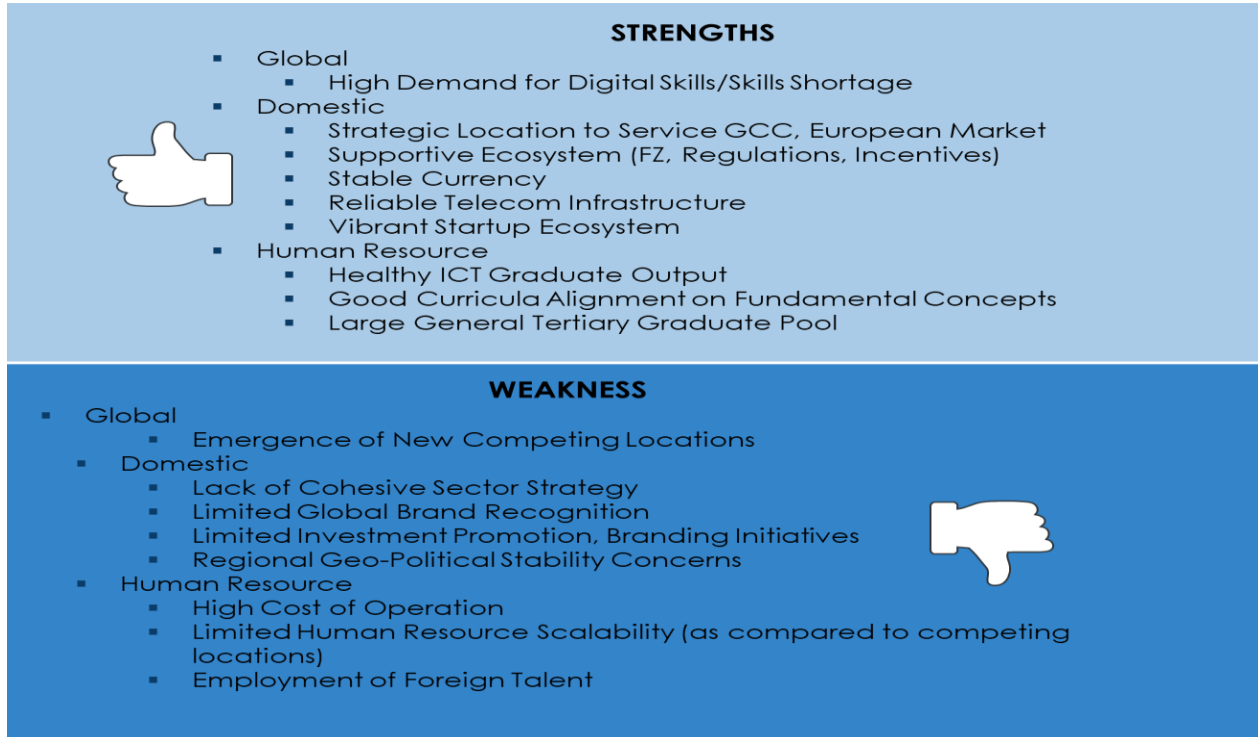 STRENGTHS
Global
High Demand for Digital Skills/Skills Shortage
Domestic
Strategic Location to Service GCC, European Market
Supportive Ecosystem (FZ, Regulations, Incentives)
Stable Currency
Reliable Telecom Infrastructure
Vibrant Startup Ecosystem
Human Resource
Healthy ICT Graduate Output
Good Curricula Alignment on Fundamental Concepts
Large General Tertiary Graduate Pool
WEAKNESS
Global
Emergence of New Competing Locations
Domestic
Lack of Cohesive Sector Strategy
Limited Global Brand Recognition
Limited Investment Promotion, Branding Initiatives
Regional Geo-Political Stability Concerns
Human Resource
High Cost of Operation
Limited Human Resource Scalability (as compared to competing
locations)
Employment of Foreign Talent